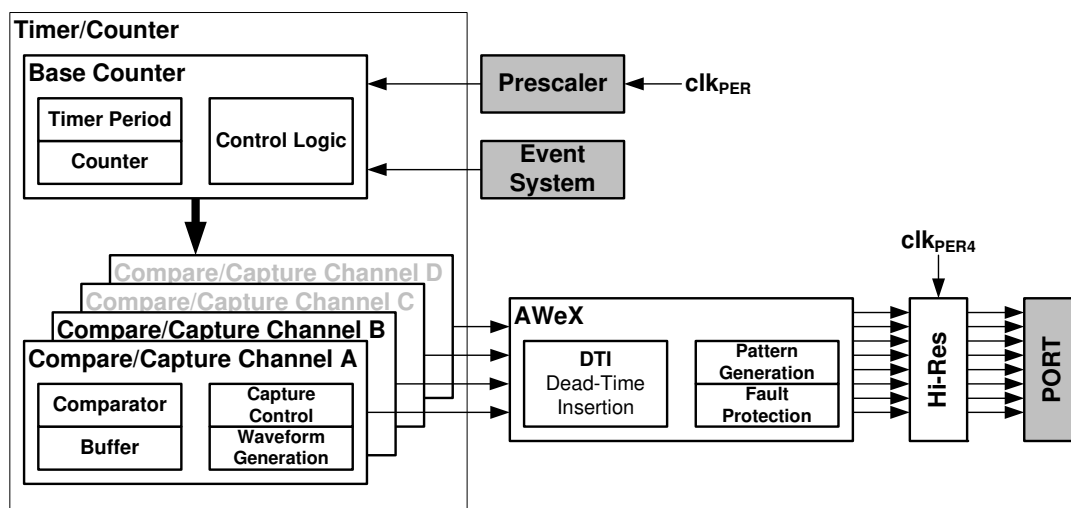 Timer/Counter
Base Counter
Timer Period
Counter
Control Logic
Prescaler
clkPER
Event
System
Compare/Capture Channel D
Compare/Capture Channel C
Compare/Capture Channel B
Compare/Capture Channel A
Comparator
Buffer
Capture
Control
Waveform
Generation
AWeX
DTI
Dead-Time
Insertion
Pattern
Generation
Fault
Protection
clkPER4
Hi-Res
PORT